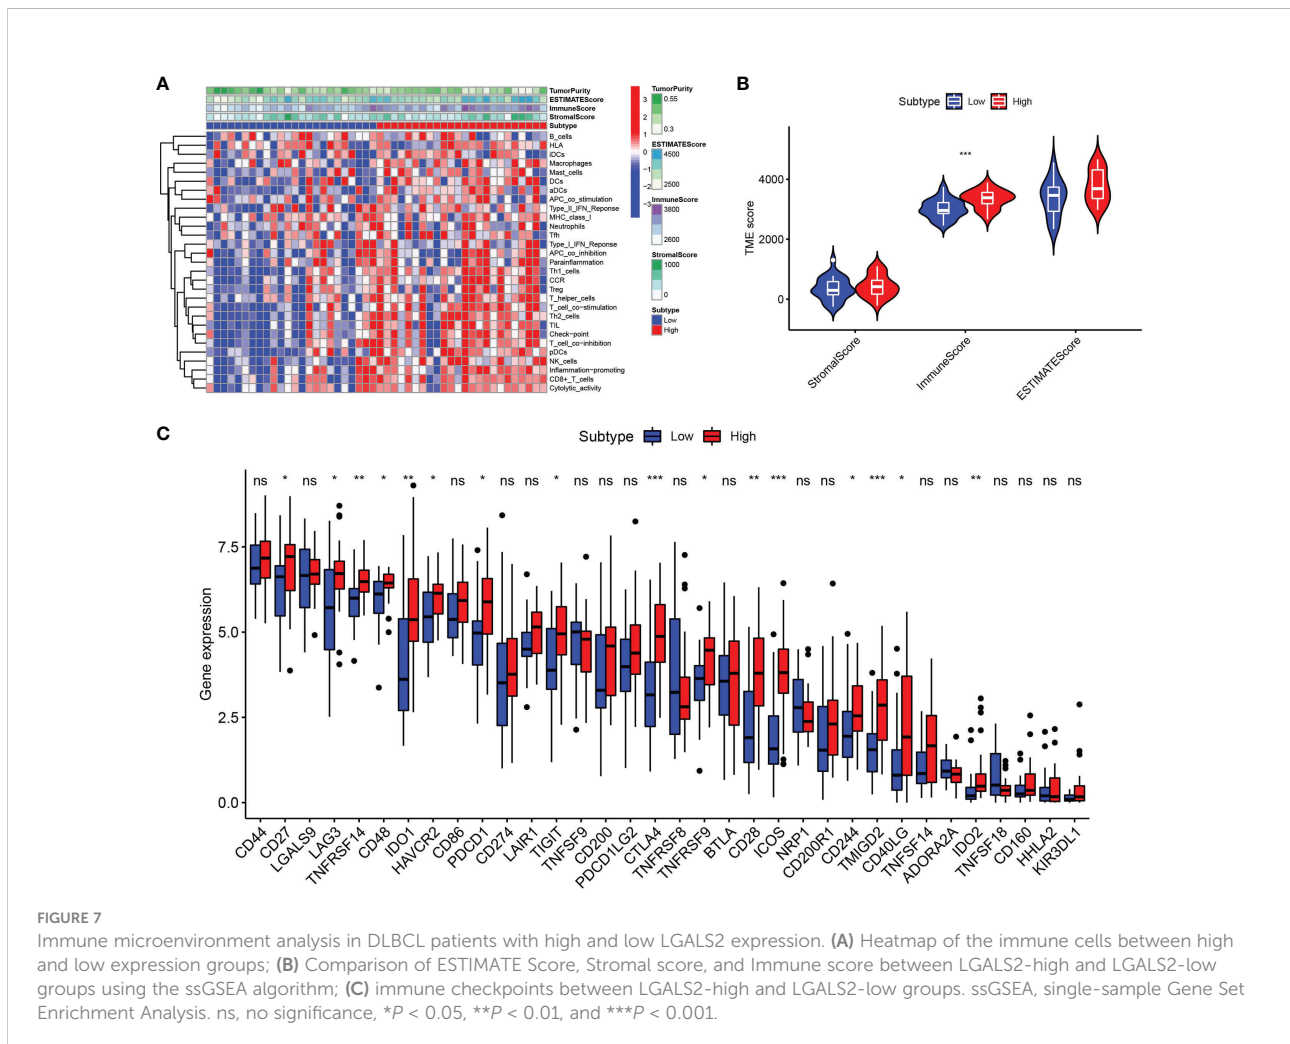 A
TumorPurity
ESTIMATEScore
ImmuneScore
StromalScore
Subtype
B_cells
HLA
iDCs
Macrophages
Mast_cells
DCs
aDCs
APC_co_stimulation
Type_II_IFN_Reponse
MHC_class_I
Neutrophils
Tfh
Type_I_IFN_Reponse
APC_co_inhibition
Parainflammation
Th1_cells
CCR
Treg
T_helper_cells
T_cell_co-stimulation
Th2_cells
TIL
Check-point
T_cell_co-inhibition
pDCs
NK_cells
Inflammation-promoting
CD8+_T_cells
Cytolytic_activity
3
2
1
0
−1
−2
−3
TumorPurity
0.55
0.3
ESTIMATEScore
4500
2500
ImmuneScore
3800
2600
StromalScore
1000
0
Subtype
Low
High
B
Subtype Low High
***
TME score
4000
2000
0
StromalScore
ImmuneScore
ESTIMATEScore
C
Subtype Low High
ns * ns * ** * ** * ns * ns ns * ns ns ns *** ns * ns ** *** ns ns * *** * ns ns ** ns ns ns ns
Gene expression
7.5
5.0
2.5
0.0
CD44
CD27
LGALS9
LAG3
TNFRSF14
CD48
IDO1
HAVCR2
CD86
PDCD1
CD274
LAIR1
TIGIT
TNFSF9
CD200
PDCD1LG2
CTLA4
TNFRSF8
TNFRSF9
BTLA
CD28
ICOS
NRP1
CD200R1
CD244
TMIGD2
CD40LG
TNFSF14
ADORA2A
IDO2
TNFSF18
CD160
HHLA2
KIR3DL1
FIGURE 7
Immune microenvironment analysis in DLBCL patients with high and low LGALS2 expression. (A) Heatmap of the immune cells between high
and low expression groups; (B) Comparison of ESTIMATE Score, Stromal score, and Immune score between LGALS2-high and LGALS2-low
groups using the ssGSEA algorithm; (C) immune checkpoints between LGALS2-high and LGALS2-low groups. ssGSEA, single-sample Gene Set
Enrichment Analysis. ns, no significance, *P < 0.05, **P < 0.01, and ***P < 0.001.